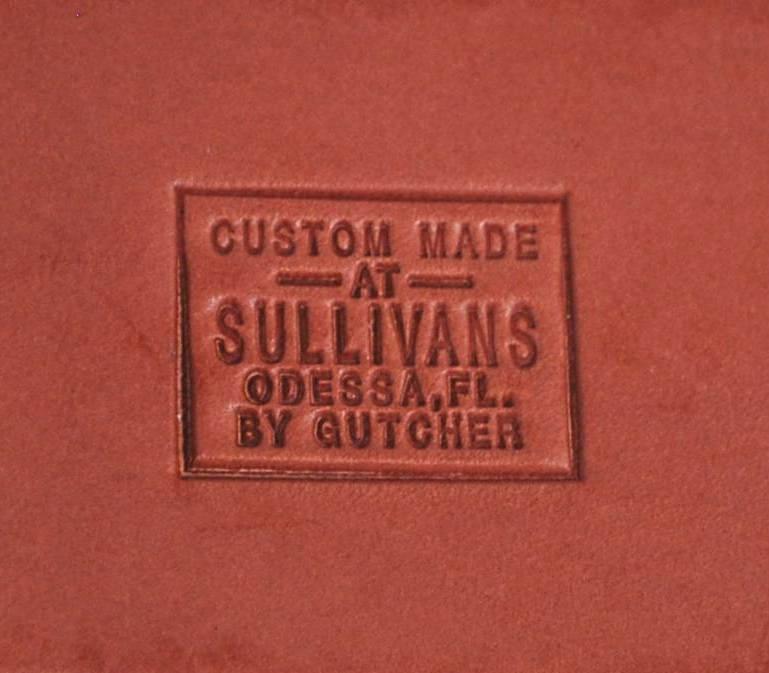 CUSTOM MADE
— AT —
SULLIVANS
ODESSA, FL.
BY GUTCHER